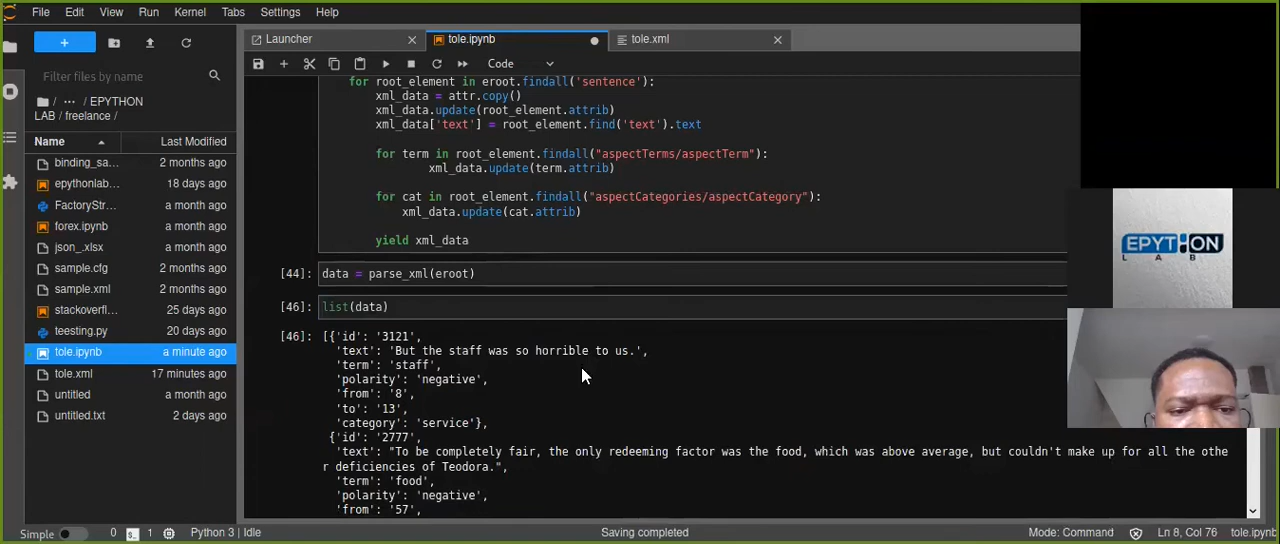 File Edit View Run Kernel Tabs Settings Help
+
Filter files by name
/ ··· / EPYTHON
LAB / freelance /
Name Last Modified
binding_sa... 2 months ago
epythonlab... 18 days ago
FactoryStr... a month ago
forex.ipynb a month ago
json_.xlsx a month ago
sample.cfg 2 months ago
sample.xml 2 months ago
stackoverfl... 25 days ago
teesting.py 20 days ago
tole.ipynb a minute ago
tole.xml 17 minutes ago
untitled a month ago
untitled.txt 2 days ago
Launcher tole.ipynb tole.xml
Code
for root_element in eroot.findall('sentence'):
xml_data = attr.copy()
xml_data.update(root_element.attrib)
xml_data['text'] = root_element.find('text').text
for term in root_element.findall("aspectTerms/aspectTerm"):
xml_data.update(term.attrib)
for cat in root_element.findall("aspectCategories/aspectCategory"):
xml_data.update(cat.attrib)
yield xml_data
[44]: data = parse_xml(eroot)
[46]: list(data)
[46]: [{'id': '3121',
'text': 'But the staff was so horrible to us.',
'term': 'staff',
'polarity': 'negative',
'from': '8',
'to': '13',
'category': 'service'},
{'id': '2777',
'text': "To be completely fair, the only redeeming factor was the food, which was above average, but couldn't make up for all the othe
r deficiencies of Teodora.",
'term': 'food',
'polarity': 'negative',
'from': '57',
EPYTHON
LAB
Simple 0 $_ 1 Python 3 | Idle Saving completed Mode: Command Ln 8, Col 76 tole.ipynb